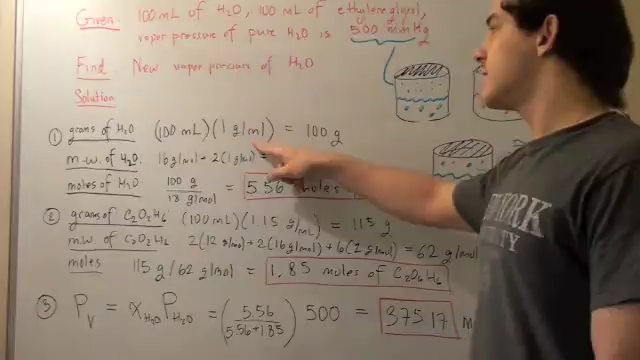 Given: 100 mL of H2O, 100 mL of ethylene glycol,
vapor pressure of pure H2O is 500 mmHg
Find: New vapor pressure of H2O
Solution:
① grams of H2O (100 mL)(1 g/ml) = 100 g
m.w. of H2O: 16 g/mol + 2(1 g/mol) =
moles of H2O 100 g / 18 g/mol = 5.56 moles
② grams of C2O2H6 (100 mL)(1.15 g/mL) = 115 g
m.w. of C2O2H6 2(12 g/mol) + 2(16 g/mol) + 6(1 g/mol) = 62 g/mol
moles 115 g/62 g/mol = 1.85 moles of C2O2H6
③ Pv = xH2O PH2O = (5.56 / 5.56+1.85) 500 = 375.17
YORK